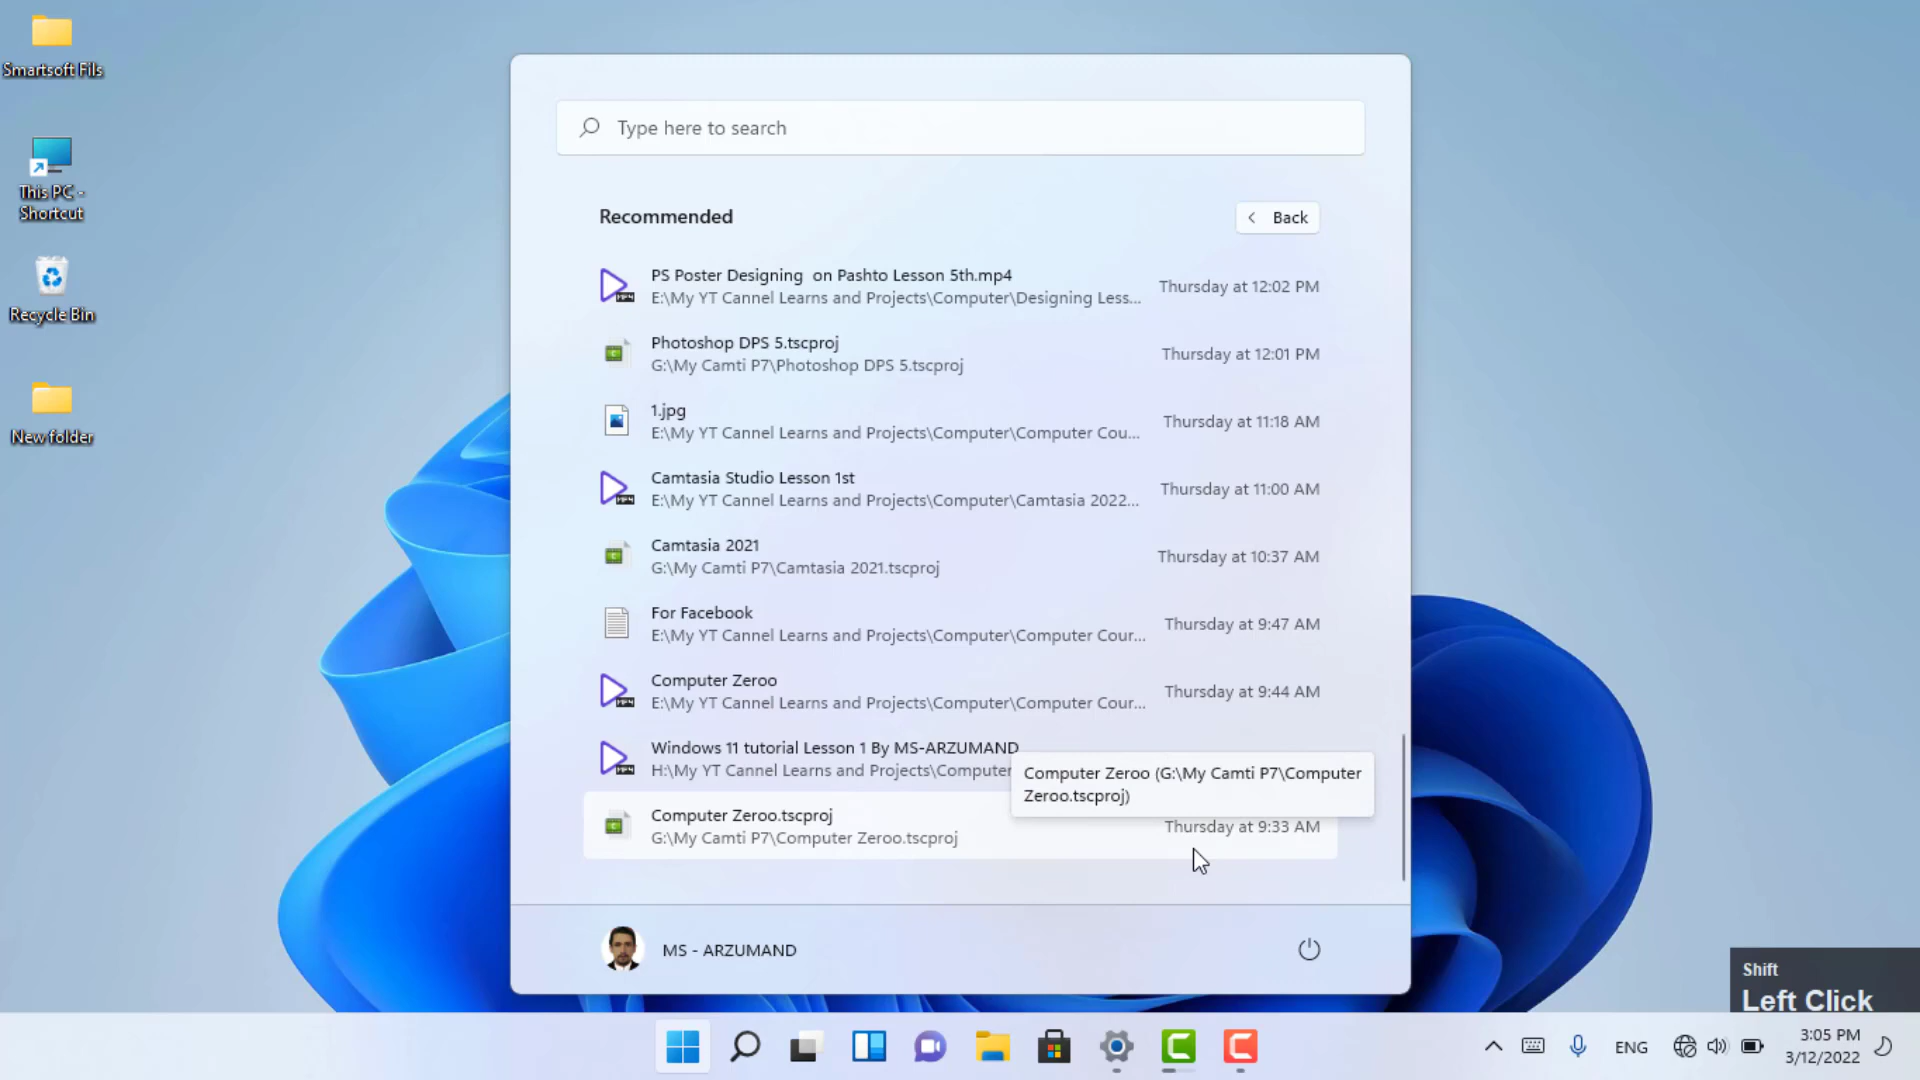 Smartsoft Fils
This PC -
Shortcut
Recycle Bin
New folder
Type here to search
Recommended
Back
PS Poster Designing on Pashto Lesson 5th.mp4
E:\My YT Cannel Learns and Projects\Computer\Designing Less...
Thursday at 12:02 PM
Photoshop DPS 5.tscproj
G:\My Camti P7\Photoshop DPS 5.tscproj
Thursday at 12:01 PM
1.jpg
E:\My YT Cannel Learns and Projects\Computer\Computer Cou...
Thursday at 11:18 AM
Camtasia Studio Lesson 1st
E:\My YT Cannel Learns and Projects\Computer\Camtasia 2022...
Thursday at 11:00 AM
Camtasia 2021
G:\My Camti P7\Camtasia 2021.tscproj
Thursday at 10:37 AM
For Facebook
E:\My YT Cannel Learns and Projects\Computer\Computer Cour...
Thursday at 9:47 AM
Computer Zeroo
E:\My YT Cannel Learns and Projects\Computer\Computer Cour...
Thursday at 9:44 AM
Windows 11 tutorial Lesson 1 By MS-ARZUMAND
H:\My YT Cannel Learns and Projects\Computer
Computer Zeroo (G:\My Camti P7\Computer
Zeroo.tscproj)
Computer Zeroo.tscproj
G:\My Camti P7\Computer Zeroo.tscproj
Thursday at 9:33 AM
MS - ARZUMAND
Shift
Left Click
ENG
3:05 PM
3/12/2022